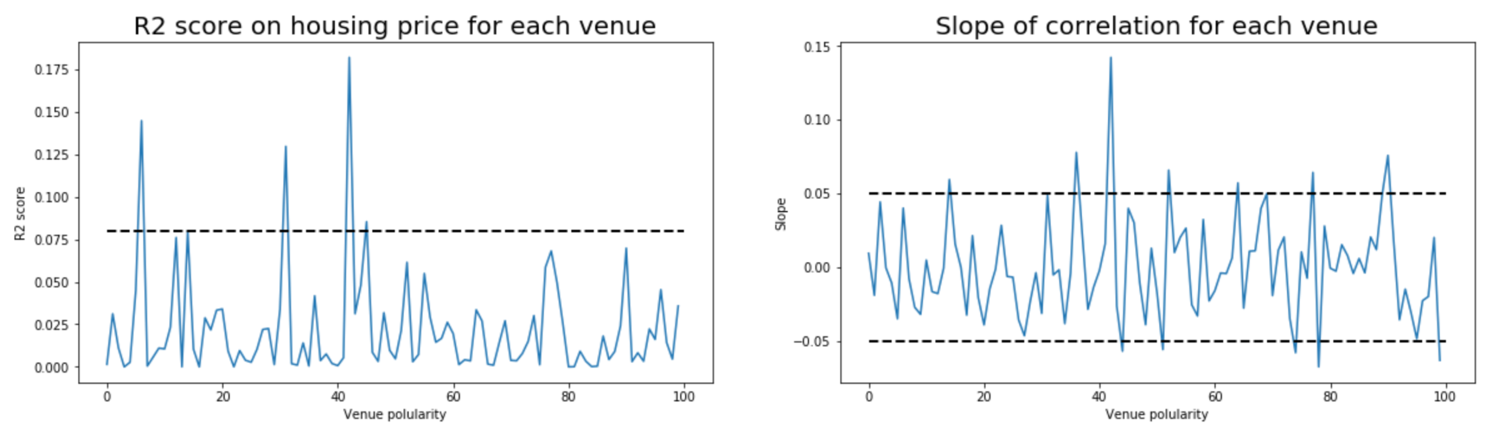 R2 score on housing price for each venue
0.175
0.150
0.125
0.100
0.075
0.050
0.025
0.000
R2 score
0 20 40 60 80 100
Venue polularity
Slope of correlation for each venue
0.15
0.10
0.05
0.00
−0.05
Slope
0 20 40 60 80 100
Venue polularity